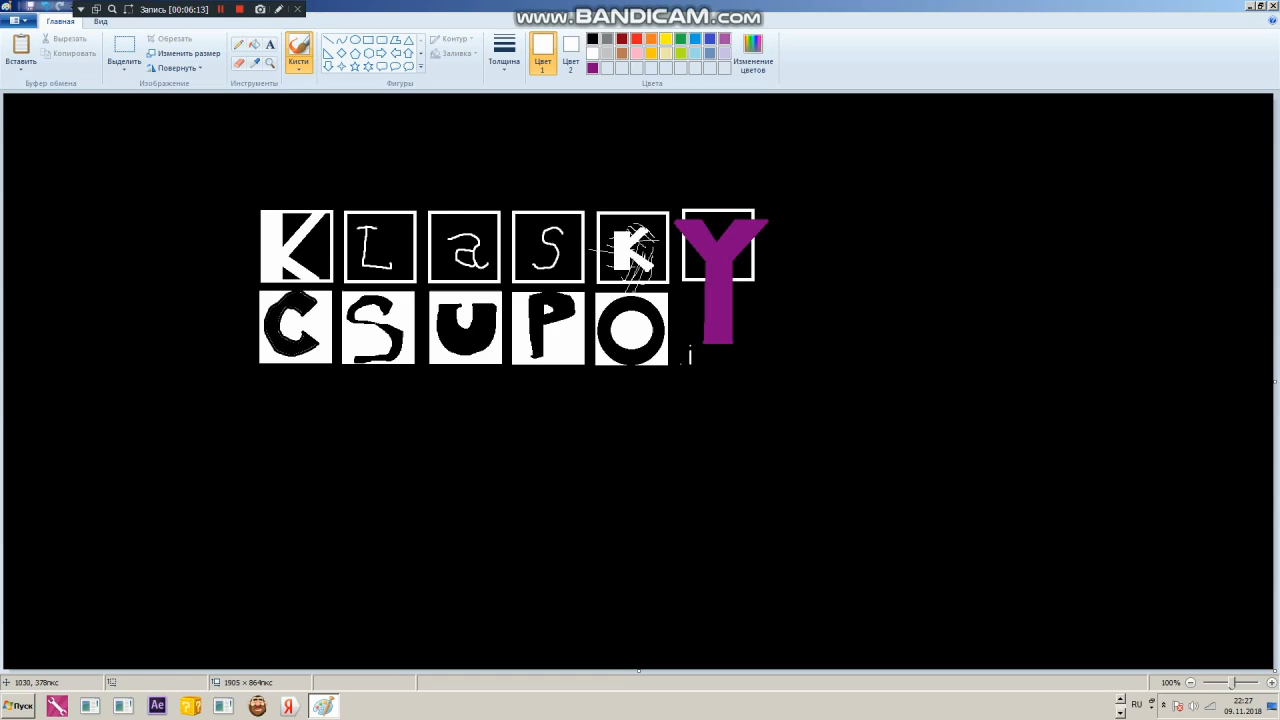 Запись [00:06:13]
www.BANDICAM.com
Главная
Вид
Вставить
Вырезать
Копировать
Выделить
Обрезать
Изменить размер
Повернуть
Кисти
Контур
Заливка
Толщина
Цвет 1
Цвет 2
Изменение цветов
Буфер обмена
Изображение
Инструменты
Фигуры
Цвета
KlasKY
CSUPO.i
1030, 378пкс
1905 × 864пкс
100%
Пуск
Ae
Я
RU
22:27
09.11.2018